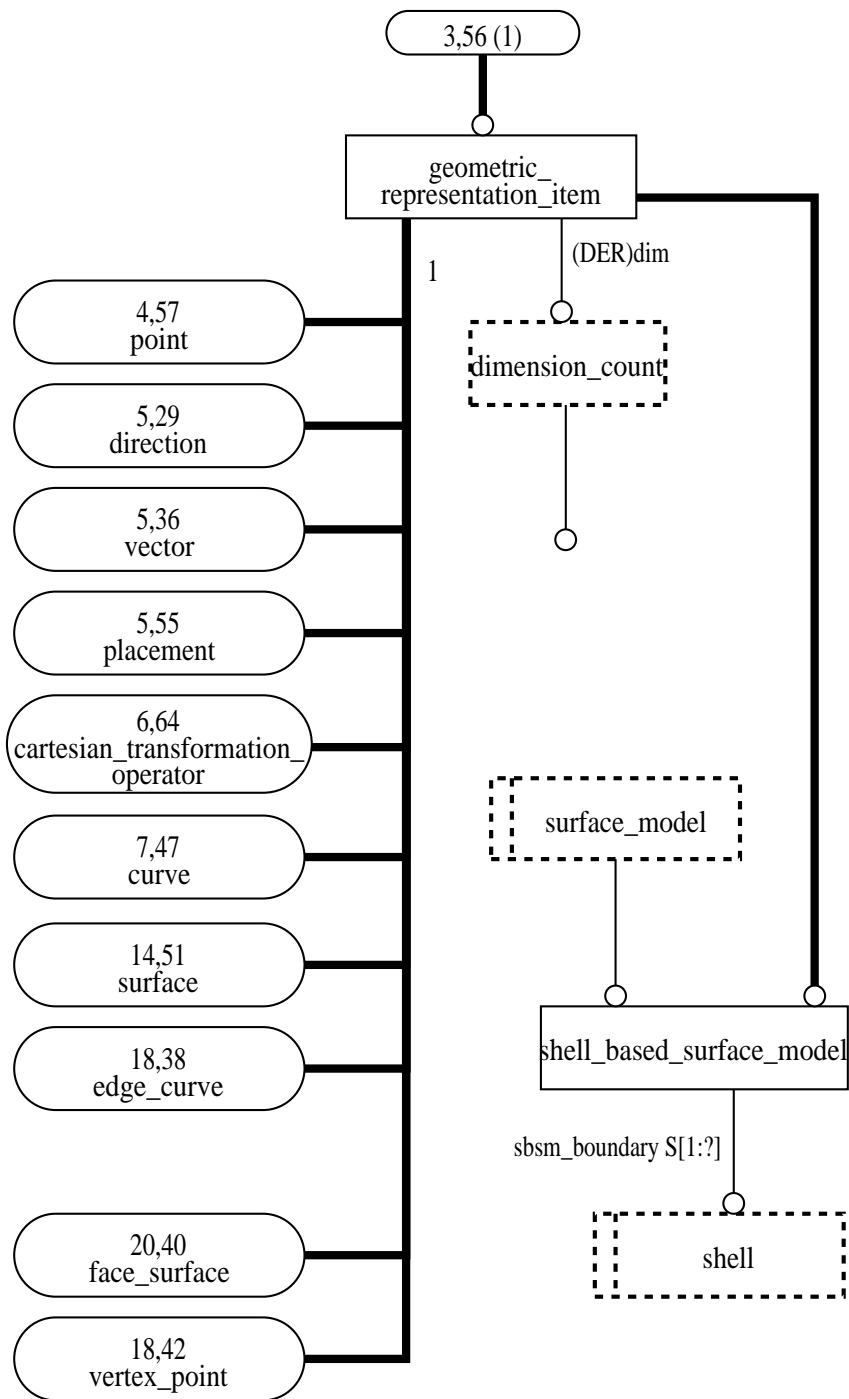 3,56 (1)
geometric_
representation_item
(DER)dim
1
4,57
point
dimension_count
5,29
direction
5,36
vector
5,55
placement
6,64
cartesian_transformation_
operator
surface_model
7,47
curve
14,51
surface
shell_based_surface_model
18,38
edge_curve
sbsm_boundary S[1:?]
20,40
face_surface
shell
18,42
vertex_point